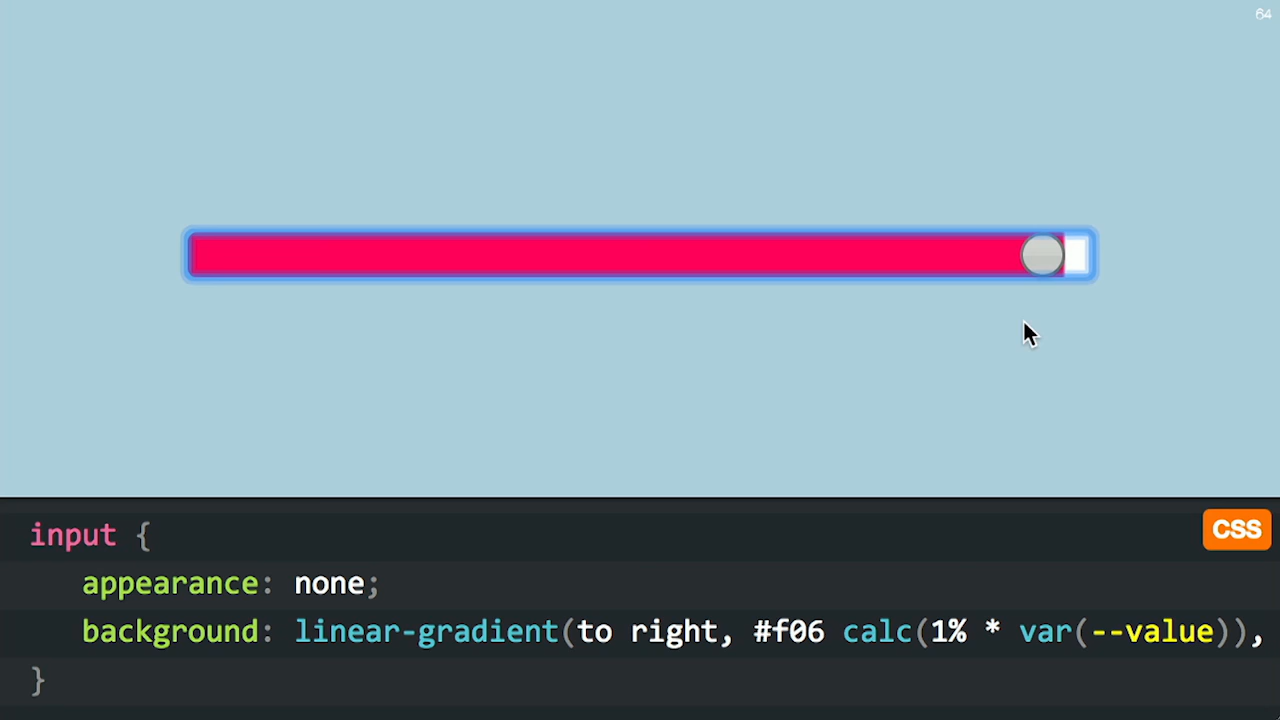 64
input {
CSS
appearance: none;
background: linear-gradient(to right, #f06 calc(1% * var(--value)),
}